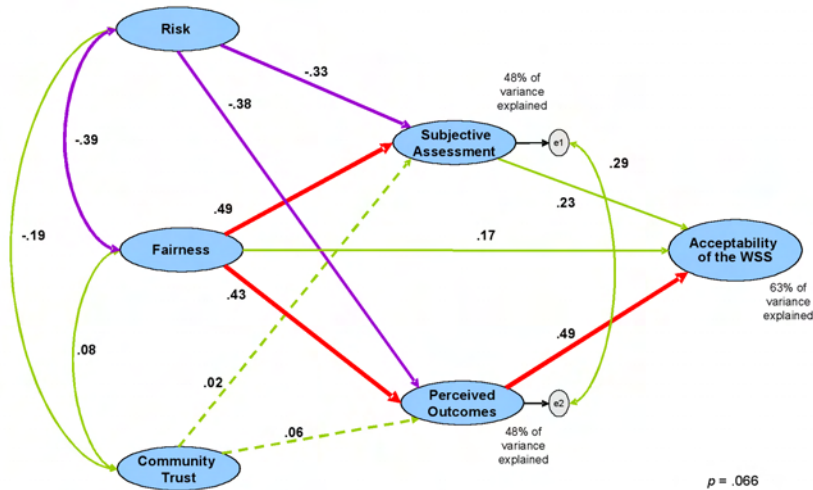 Risk
-.33
48% of
variance
explained
-.38
-.39
Subjective
Assessment
e1
.29
.49
.23
-.19
Fairness
.17
Acceptability
of the WSS
63% of
variance
explained
.43
.08
.49
.02
Perceived
Outcomes
e2
.06
48% of
variance
explained
Community
Trust
p = .066